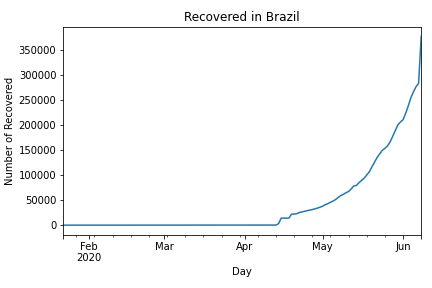 Recovered in Brazil
Number of Recovered
350000
300000
250000
200000
150000
100000
50000
0
Feb Mar Apr May Jun
2020
Day